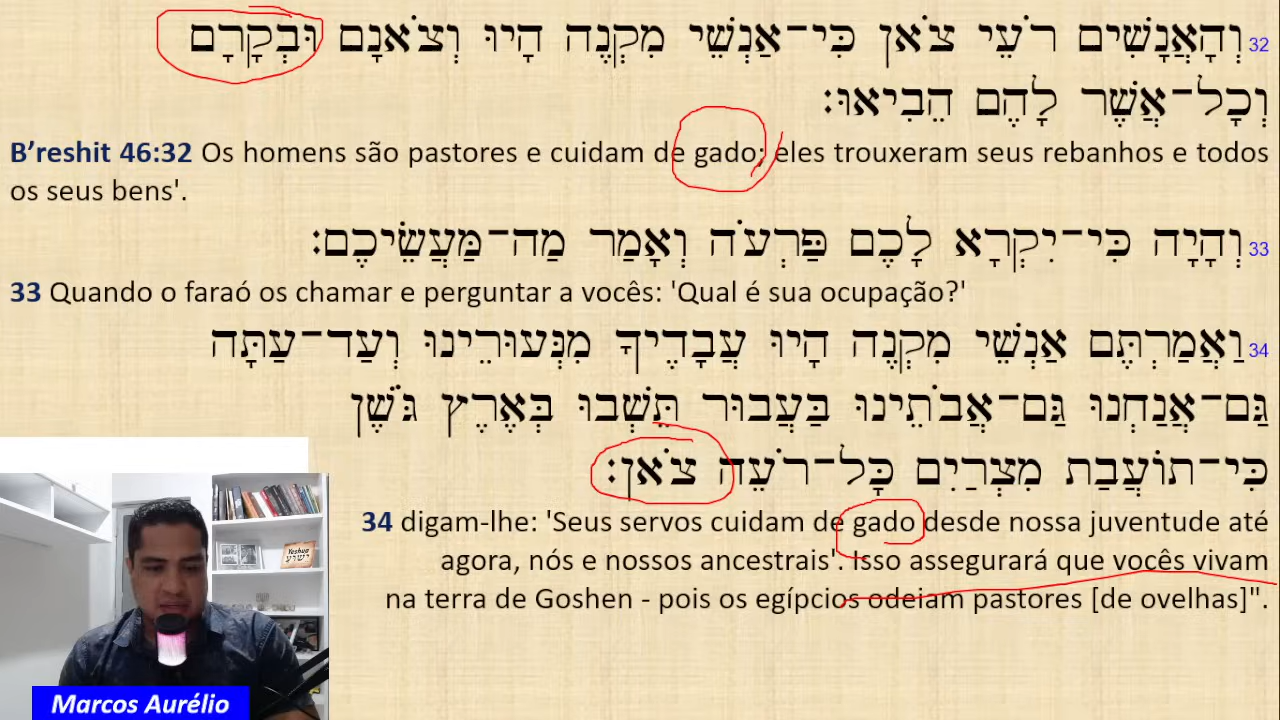 32 וְהָאֲנָשִׁים רֹעֵי צֹאן כִּי־אַנְשֵׁי מִקְנֶה הָיוּ וְצֹאנָם וּבְקָרָם
וְכָל־אֲשֶׁר לָהֶם הֵבִיאוּ׃
B’reshit 46:32 Os homens são pastores e cuidam de gado; eles trouxeram seus rebanhos e todos
os seus bens'.
33 וְהָיָה כִּי־יִקְרָא לָכֶם פַּרְעֹה וְאָמַר מַה־מַּעֲשֵׂיכֶם׃
33 Quando o faraó os chamar e perguntar a vocês: 'Qual é sua ocupação?'
34 וַאֲמַרְתֶּם אַנְשֵׁי מִקְנֶה הָיוּ עֲבָדֶיךָ מִנְּעוּרֵינוּ וְעַד־עַתָּה
גַּם־אֲנַחְנוּ גַּם־אֲבֹתֵינוּ בַּעֲבוּר תֵּשְׁבוּ בְּאֶרֶץ גֹּשֶׁן
כִּי־תוֹעֲבַת מִצְרַיִם כָּל־רֹעֵה צֹאן׃
34 digam-lhe: 'Seus servos cuidam de gado desde nossa juventude até
agora, nós e nossos ancestrais'. Isso assegurará que vocês vivam
na terra de Goshen - pois os egípcios odeiam pastores [de ovelhas]".
Yeshua
ישוע
Marcos Aurélio